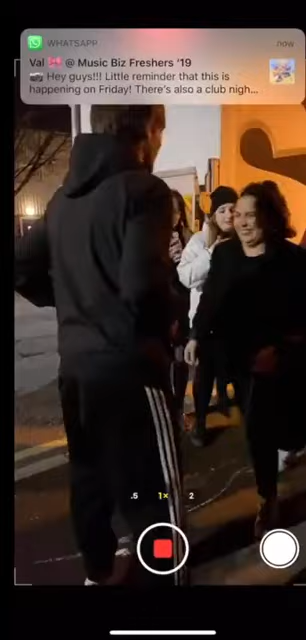 WHATSAPP
now
Val 🎀 @ Music Biz Freshers '19
📷 Hey guys!!! Little reminder that this is
happening on Friday! There's also a club nigh...
.5 1× 2